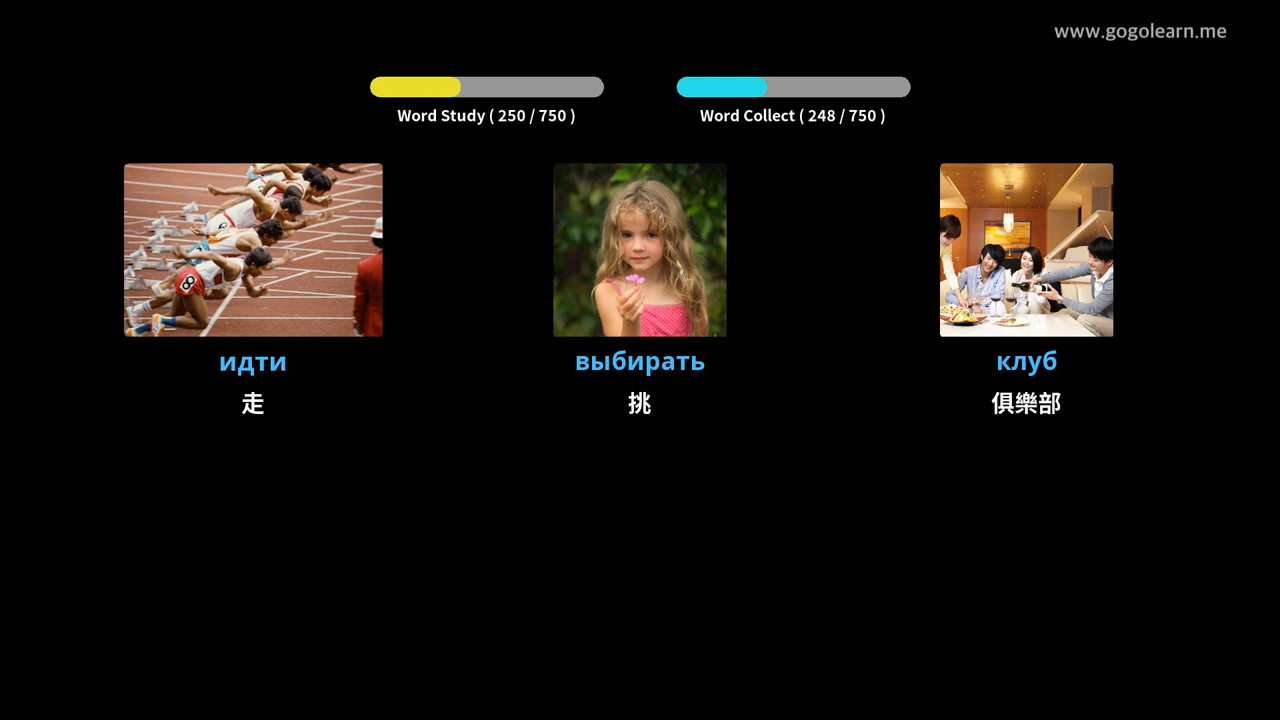 www.gogolearn.me
Word Study ( 250 / 750 )
Word Collect ( 248 / 750 )
8
идти
выбирать
клуб
走
挑
俱樂部